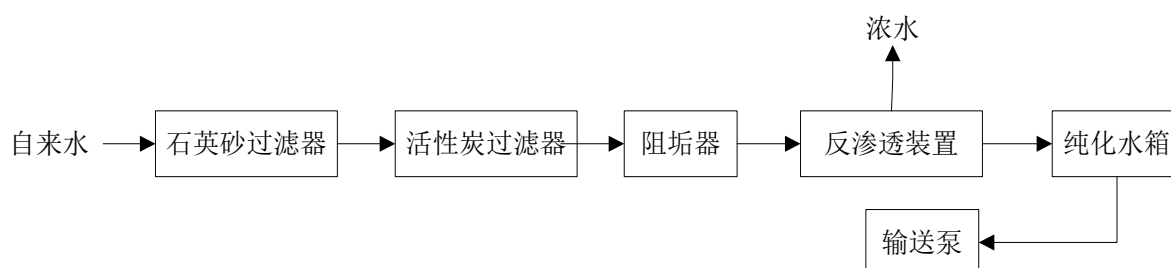 浓水
自来水
石英砂过滤器
活性炭过滤器
阻垢器
反渗透装置
纯化水箱
输送泵